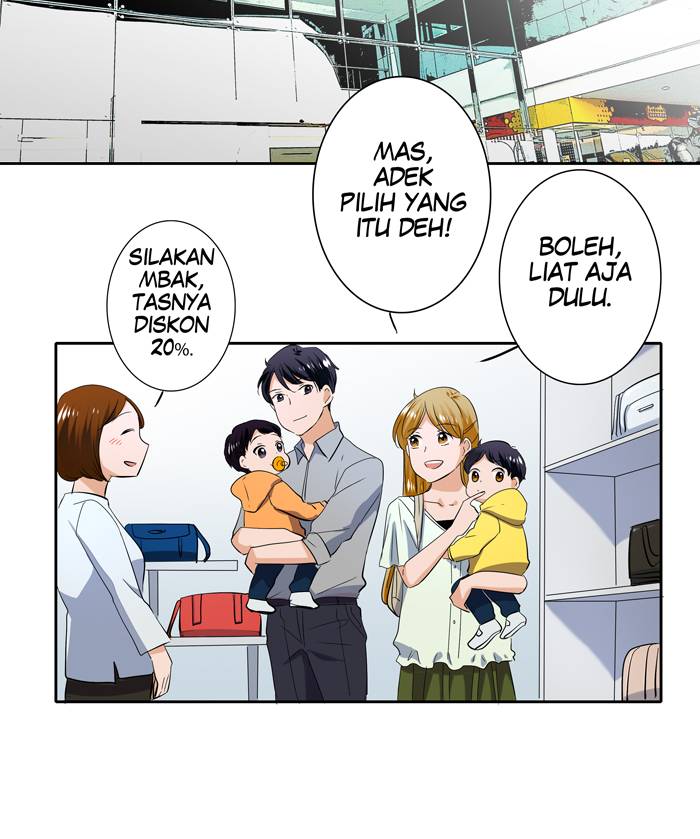 MAS,
ADEK
PILIH YANG
ITU DEH!
BOLEH,
LIAT AJA
DULU.
SILAKAN
MBAK,
TASNYA
DISKON
20%.